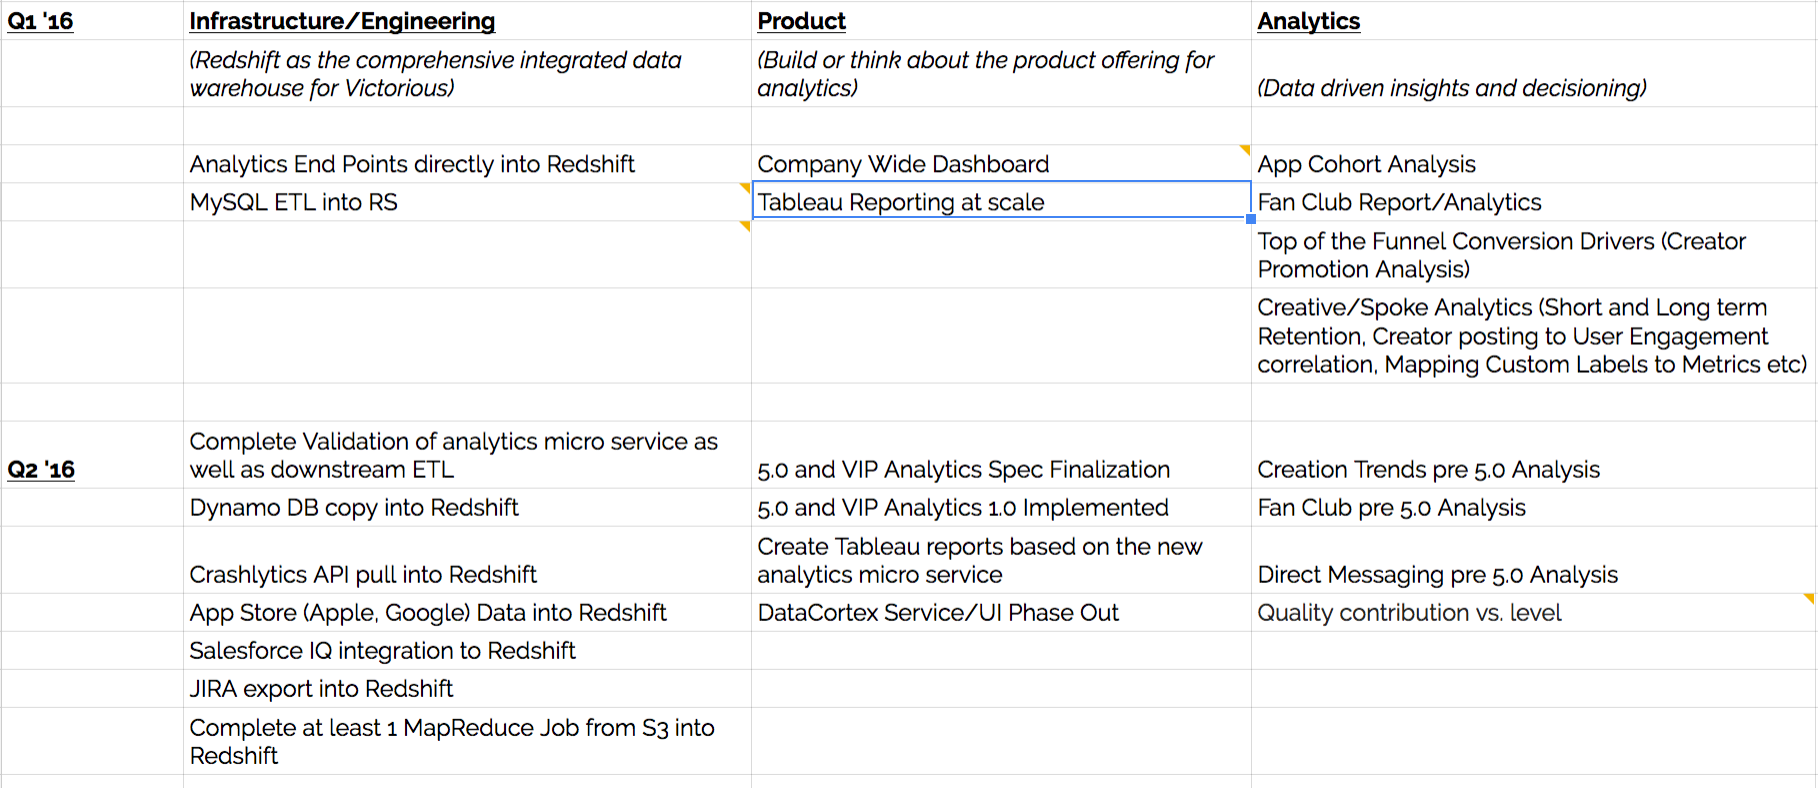 Q1 '16 Infrastructure/Engineering Product Analytics
(Redshift as the comprehensive integrated data
warehouse for Victorious)
(Build or think about the product offering for
analytics)
(Data driven insights and decisioning)
Analytics End Points directly into Redshift
Company Wide Dashboard
App Cohort Analysis
MySQL ETL into RS
Tableau Reporting at scale
Fan Club Report/Analytics
Top of the Funnel Conversion Drivers (Creator
Promotion Analysis)
Creative/Spoke Analytics (Short and Long term
Retention, Creator posting to User Engagement
correlation, Mapping Custom Labels to Metrics etc)
Q2 '16
Complete Validation of analytics micro service as
well as downstream ETL
5.0 and VIP Analytics Spec Finalization
Creation Trends pre 5.0 Analysis
Dynamo DB copy into Redshift
5.0 and VIP Analytics 1.0 Implemented
Fan Club pre 5.0 Analysis
Crashlytics API pull into Redshift
Create Tableau reports based on the new
analytics micro service
Direct Messaging pre 5.0 Analysis
App Store (Apple, Google) Data into Redshift
DataCortex Service/UI Phase Out
Quality contribution vs. level
Salesforce IQ integration to Redshift
JIRA export into Redshift
Complete at least 1 MapReduce Job from S3 into
Redshift